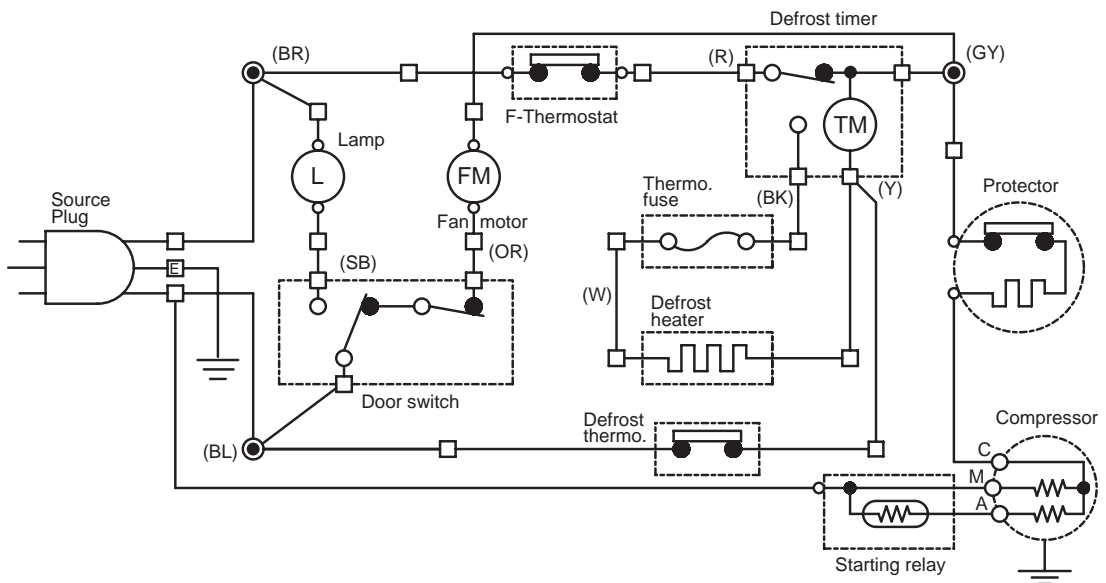 Defrost timer
(BR)
(R)
(GY)
F-Thermostat
Lamp
TM
L
FM
Source
Plug
Thermo.
fuse
(BK)
(Y)
Protector
Fan motor
(SB)
(OR)
E
(W)
Defrost
heater
Door switch
Defrost
thermo.
Compressor
(BL)
C
M
A
Starting relay